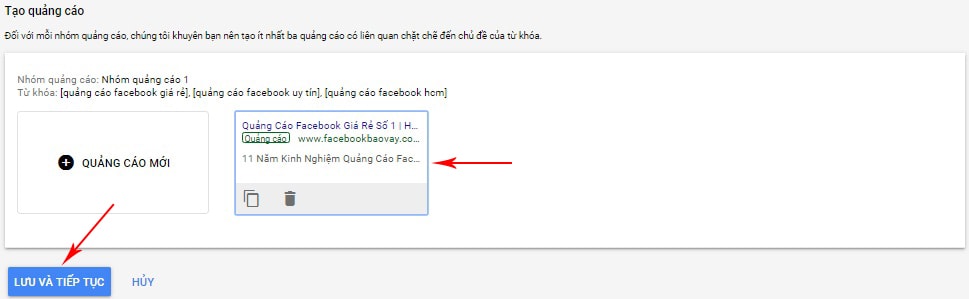 Tạo quảng cáo
Đối với mỗi nhóm quảng cáo, chúng tôi khuyên bạn nên tạo ít nhất ba quảng cáo có liên quan chặt chẽ đến chủ đề của từ khóa.
Nhóm quảng cáo: Nhóm quảng cáo 1
Từ khóa: [quảng cáo facebook giá rẻ], [quảng cáo facebook uy tín], [quảng cáo facebook hcm]
QUẢNG CÁO MỚI
Quảng Cáo Facebook Giá Rẻ Số 1 | H...
Quảng cáo www.facebookbaovay.co...
11 Năm Kinh Nghiệm Quảng Cáo Fac...
LƯU VÀ TIẾP TỤC HỦY